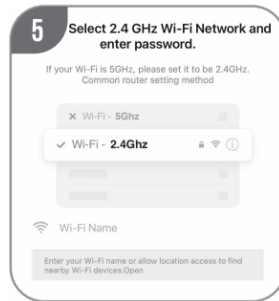 5
Select 2.4 GHz Wi-Fi Network and
enter password.
If your Wi-Fi is 5GHz, please set it to be 2.4GHz.
Common router setting method
× Wi-Fi - 5Ghz
✓ Wi-Fi - 2.4Ghz
Wi-Fi Name
Enter your Wi-Fi name or allow location access to find
nearby Wi-Fi devices.Open